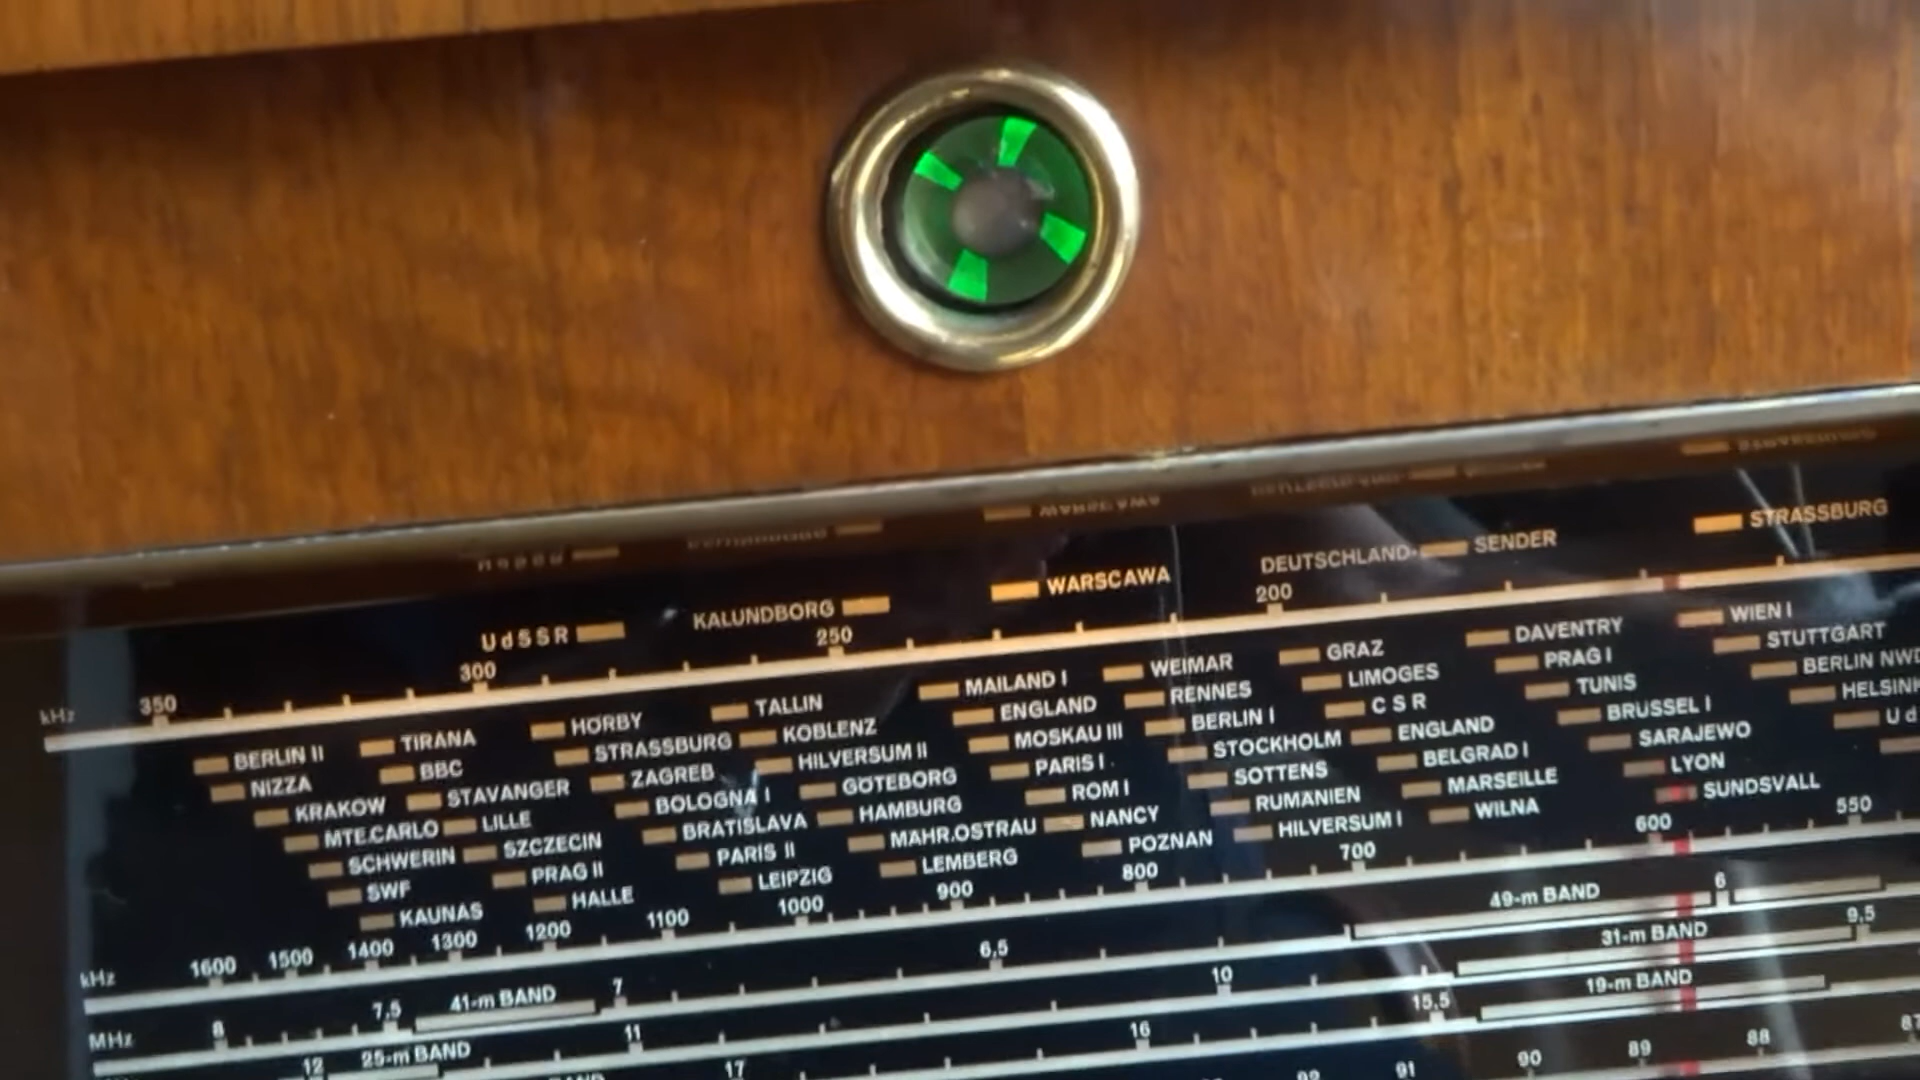 STRASSBURG
DEUTSCHLAND- SENDER
WARSCAWA
KALUNDBORG
UdSSR
kHz 350 300 250 200
BERLIN II TIRANA HÖRBY TALLIN MAILAND I WEIMAR GRAZ DAVENTRY WIEN I
NIZZA BBC STRASSBURG KOBLENZ ENGLAND RENNES LIMOGES PRAG I STUTTGART
KRAKOW STAVANGER ZAGREB HILVERSUM II MOSKAU III BERLIN I CSR TUNIS BERLIN
MTE.CARLO LILLE BOLOGNA I GÖTEBORG PARIS I STOCKHOLM ENGLAND BRÜSSEL I
SCHWERIN SZCZECIN BRATISLAVA HAMBURG ROM I SOTTENS BELGRAD I SARAJEWO
SWF PRAG II PARIS II MÄHR.OSTRAU NANCY RUMÄNIEN MARSEILLE LYON
KAUNAS HALLE LEIPZIG LEMBERG POZNAN HILVERSUM I WILNA SUNDSVALL
kHz 1600 1500 1400 1300 1200 1100 1000 900 800 700 600 550
MHz 8 7,5 41-m BAND 7 6,5 49-m BAND 6
12 25-m BAND 11 10 31-m BAND 9,5
17 16 15,5 19-m BAND
91 90 89 88